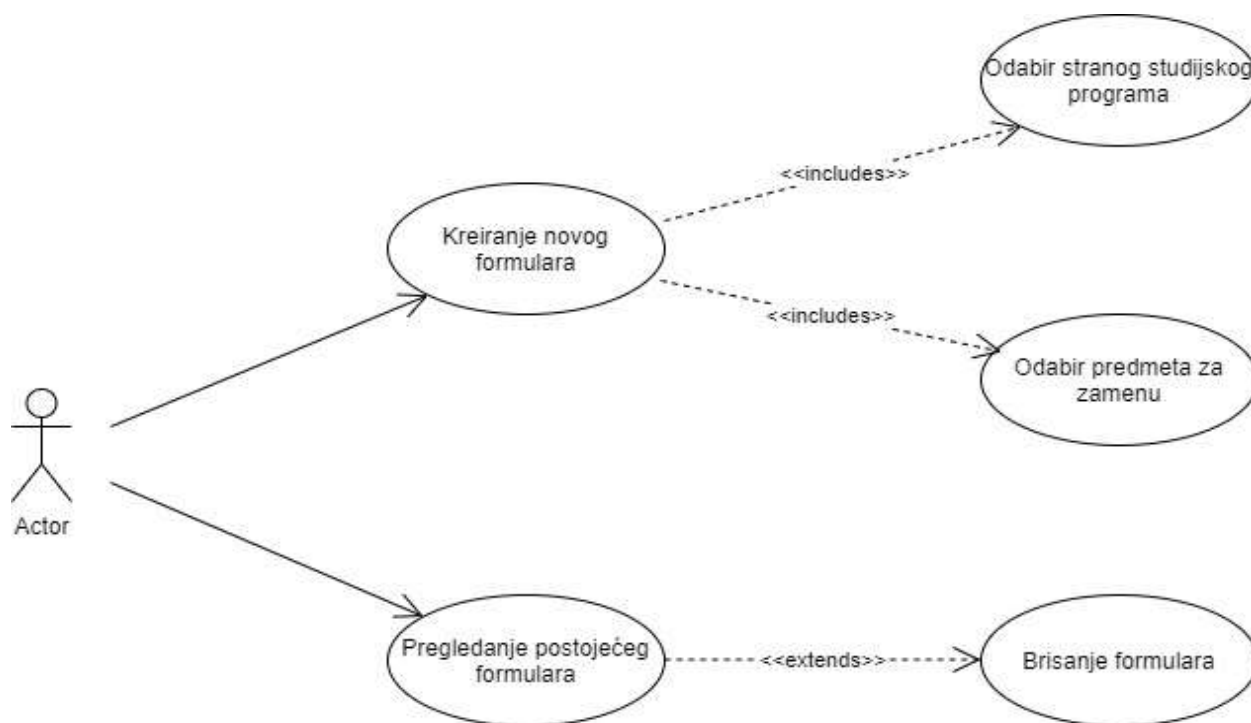 Odabir stranog studijskog
programa
<<includes>>
Kreiranje novog
formulara
<<includes>>
Odabir predmeta za
zamenu
Actor
Pregledanje postoječeg
formulara
<<extends>>
Brisanje formulara